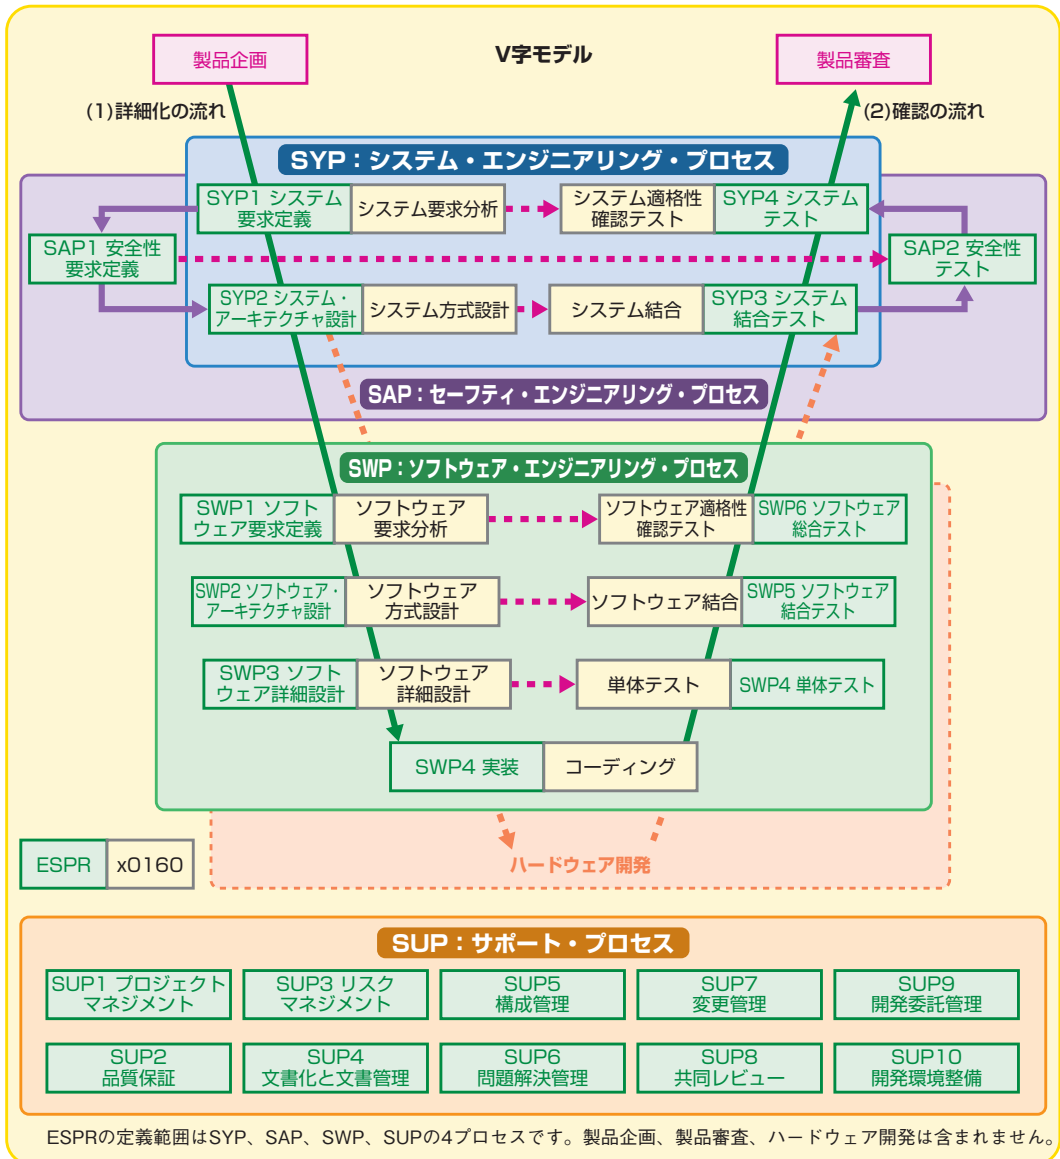 V字モデル
製品企画
製品審査
(1)詳細化の流れ
(2)確認の流れ
SYP：システム・エンジニアリング・プロセス
SYP1 システム
要求定義
システム要求分析
システム適格性
確認テスト
SYP4 システム
テスト
SAP1 安全性
要求定義
SAP2 安全性
テスト
SYP2 システム・
アーキテクチャ設計
システム方式設計
システム結合
SYP3 システム
結合テスト
SAP：セーフティ・エンジニアリング・プロセス
SWP：ソフトウェア・エンジニアリング・プロセス
SWP1 ソフト
ウェア要求定義
ソフトウェア
要求分析
ソフトウェア適格性
確認テスト
SWP6 ソフトウェア
総合テスト
SWP2 ソフトウェア・
アーキテクチャ設計
ソフトウェア
方式設計
ソフトウェア結合
SWP5 ソフトウェア
結合テスト
SWP3 ソフト
ウェア詳細設計
ソフトウェア
詳細設計
単体テスト
SWP4 単体テスト
SWP4 実装
コーディング
ESPR
x0160
ハードウェア開発
SUP：サポート・プロセス
SUP1 プロジェクト
マネジメント
SUP3 リスク
マネジメント
SUP5
構成管理
SUP7
変更管理
SUP9
開発委託管理
SUP2
品質保証
SUP4
文書化と文書管理
SUP6
問題解決管理
SUP8
共同レビュー
SUP10
開発環境整備
ESPRの定義範囲はSYP、SAP、SWP、SUPの4プロセスです。製品企画、製品審査、ハードウェア開発は含まれません。